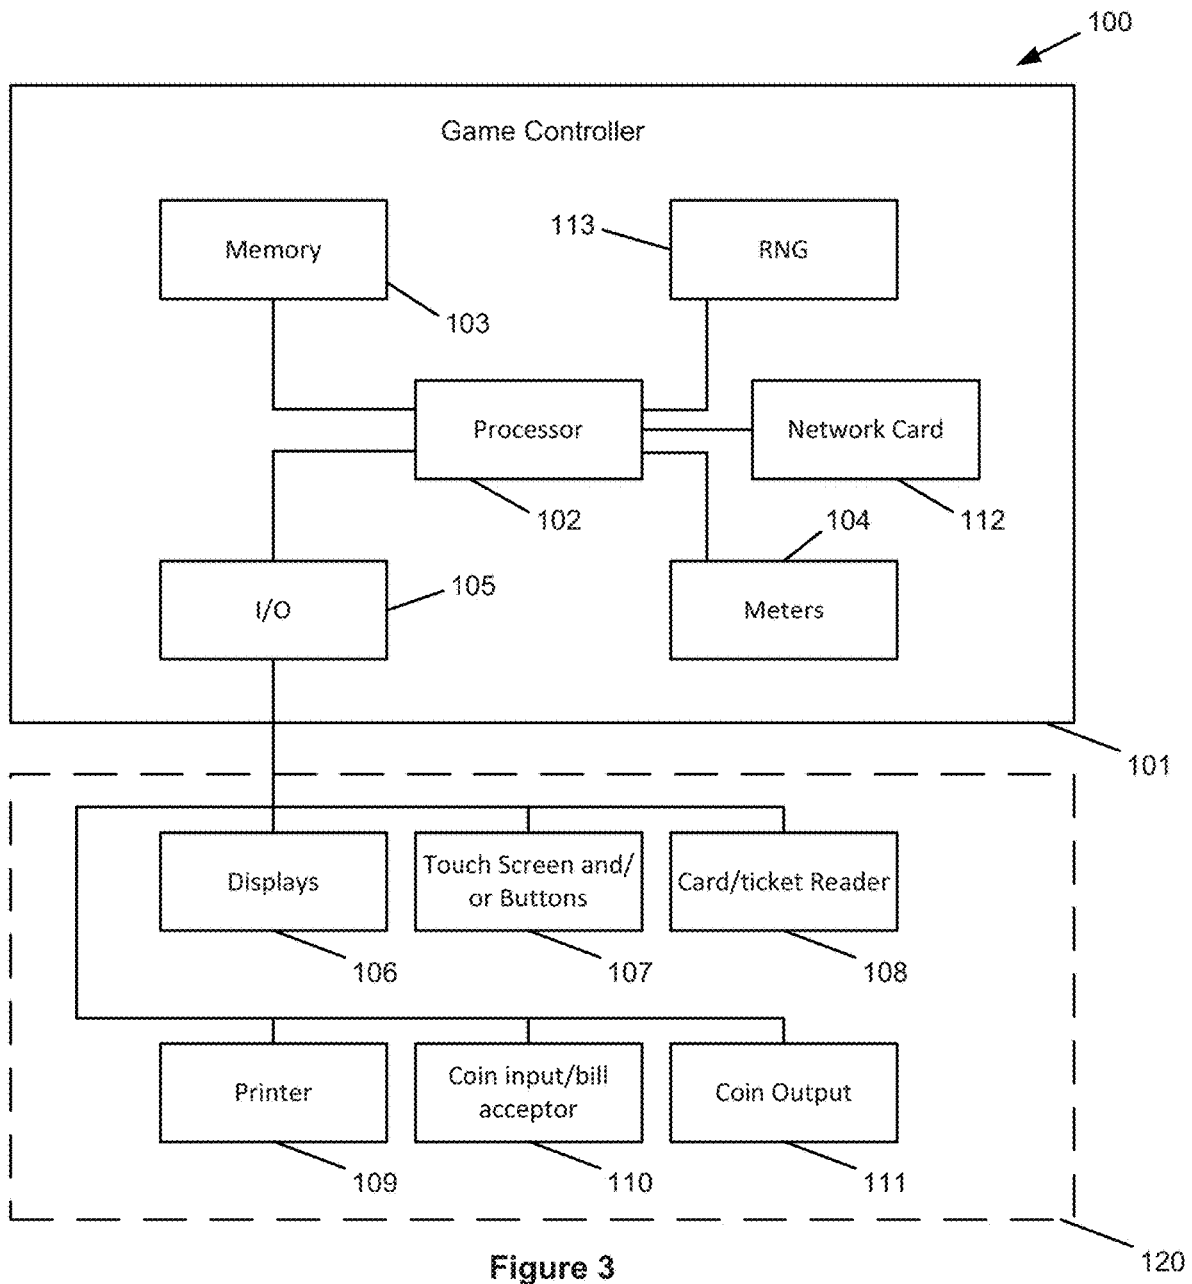 100
Game Controller
Memory
113
RNG
103
Processor
Network Card
102
104
112
I/O
105
Meters
101
Displays
Touch Screen and/
or Buttons
Card/ticket Reader
106
107
108
Printer
Coin input/bill
acceptor
Coin Output
109
110
111
120
Figure 3